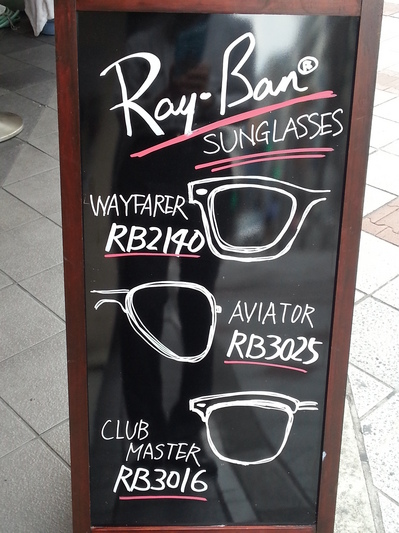 Ray-Ban®
SUNGLASSES
WAYFARER
RB2140
AVIATOR
RB3025
CLUB
MASTER
RB3016